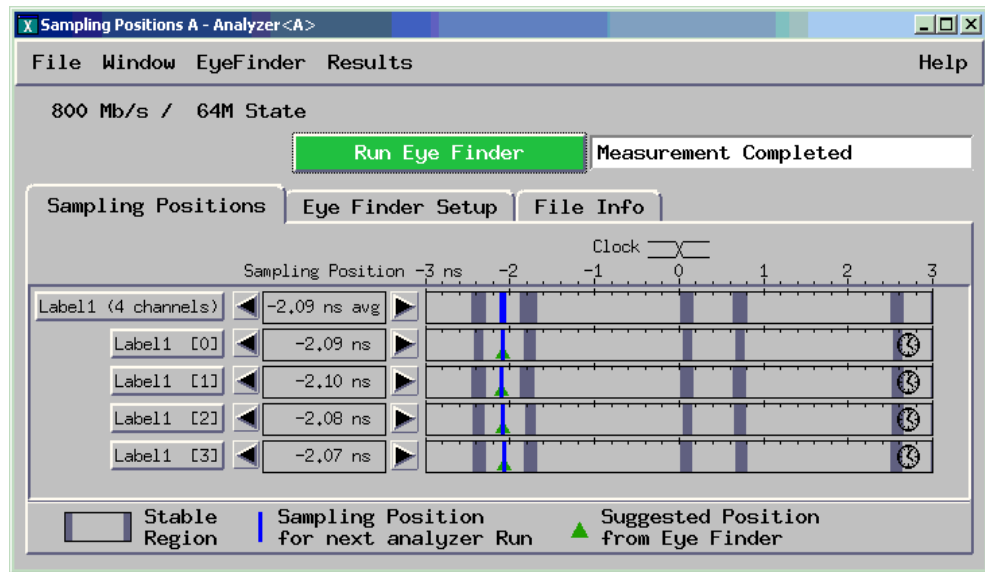 Sampling Positions A - Analyzer<A>
File Window EyeFinder Results Help
800 Mb/s / 64M State
Run Eye Finder Measurement Completed
Sampling Positions Eye Finder Setup File Info
Clock
Sampling Position -3 ns -2 -1 0 1 2 3
Label1 (4 channels) -2.09 ns avg
Label1 [0] -2.09 ns
Label1 [1] -2.10 ns
Label1 [2] -2.08 ns
Label1 [3] -2.07 ns
Stable Region
Sampling Position for next analyzer Run
Suggested Position from Eye Finder